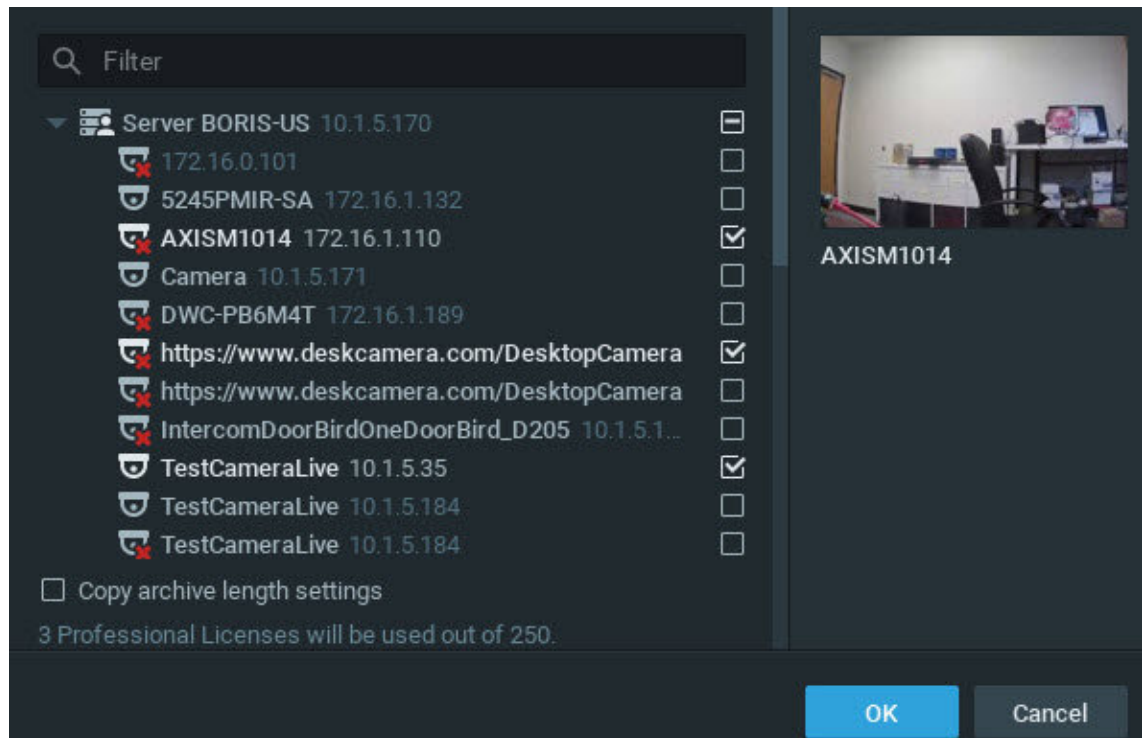 Filter
Server BORIS-US 10.1.5.170
172.16.0.101
5245PMIR-SA 172.16.1.132
AXISM1014 172.16.1.110
Camera 10.1.5.171
DWC-PB6M4T 172.16.1.189
https://www.deskcamera.com/DesktopCamera
https://www.deskcamera.com/DesktopCamera
IntercomDoorBirdOneDoorBird_D205 10.1.5.1...
TestCameraLive 10.1.5.35
TestCameraLive 10.1.5.184
TestCameraLive 10.1.5.184
Copy archive length settings
3 Professional Licenses will be used out of 250.
AXISM1014
OK Cancel